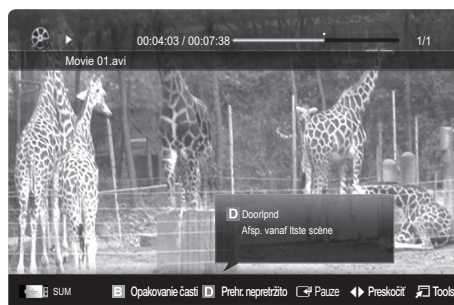 00:04:03 / 00:07:38 1/1
Movie 01.avi
D Doorlpnd
Afsp. vanaf ltste scène
SUM B Opakovanie častí D Prehr. nepretržito Pauze Preskočiť Tools